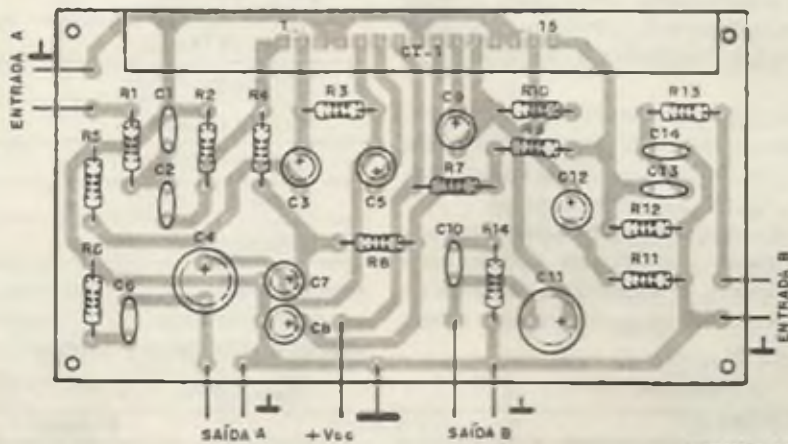 1
15
CI-1
ENTRADA A
R1
C1
R2
R4
R3
C9
R10
R13
R5
C2
C3
C5
R7
R9
C14
C13
C12
R12
C4
R6
C10
R14
R11
R6
C6
C7
C8
C11
ENTRADA B
SAÍDA A
+Vcc
SAÍDA B